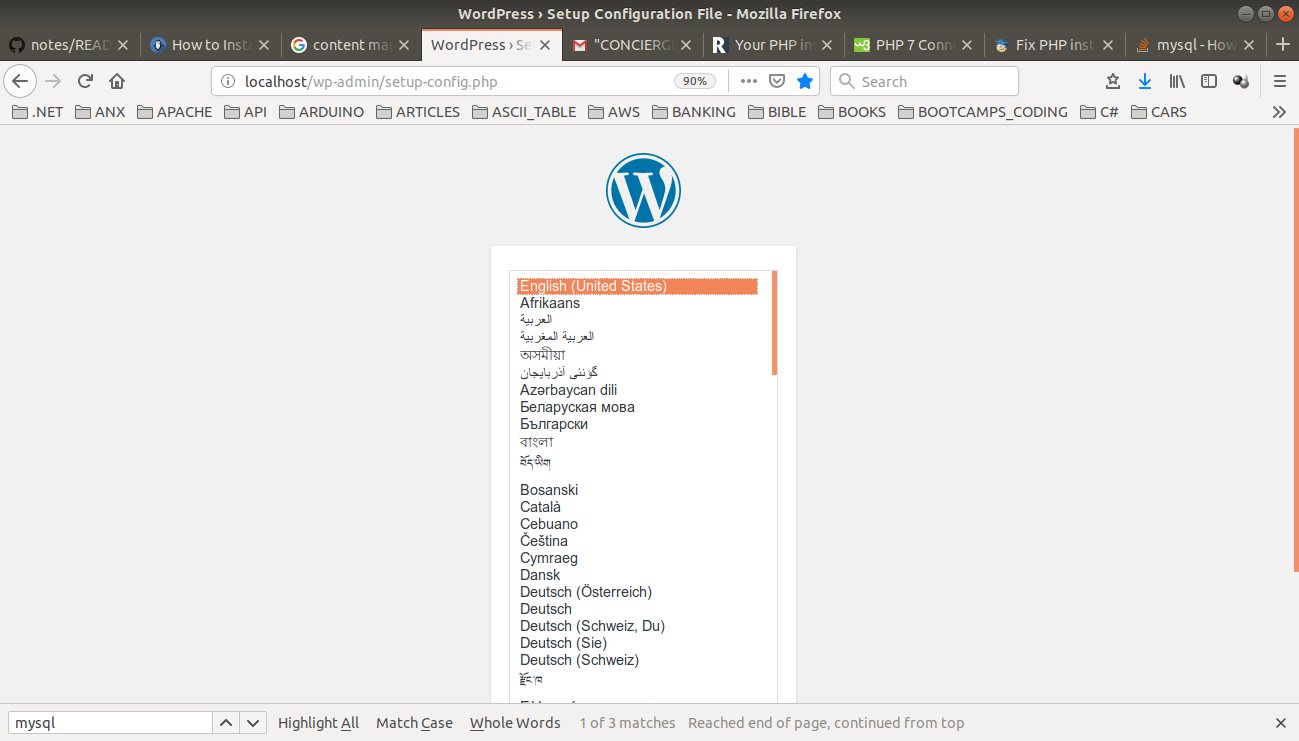 WordPress › Setup Configuration File - Mozilla Firefox
notes/READ
How to Inst
content ma
WordPress › Se
"CONCIERG
Your PHP in
PHP 7 Conn
Fix PHP inst
mysql - How
localhost/wp-admin/setup-config.php
90%
Search
.NET
ANX
APACHE
API
ARDUINO
ARTICLES
ASCII_TABLE
AWS
BANKING
BIBLE
BOOKS
BOOTCAMPS_CODING
C#
CARS
English (United States)
Afrikaans
العربية
العربية المغربية
অসমীয়া
گؤنئی آذربایجان
Azərbaycan dili
Беларуская мова
Български
বাংলা
བོད་ཡིག
Bosanski
Català
Cebuano
Čeština
Cymraeg
Dansk
Deutsch (Österreich)
Deutsch
Deutsch (Schweiz, Du)
Deutsch (Sie)
Deutsch (Schweiz)
རྫོང་ཁ
mysql
Highlight All
Match Case
Whole Words
1 of 3 matches
Reached end of page, continued from top